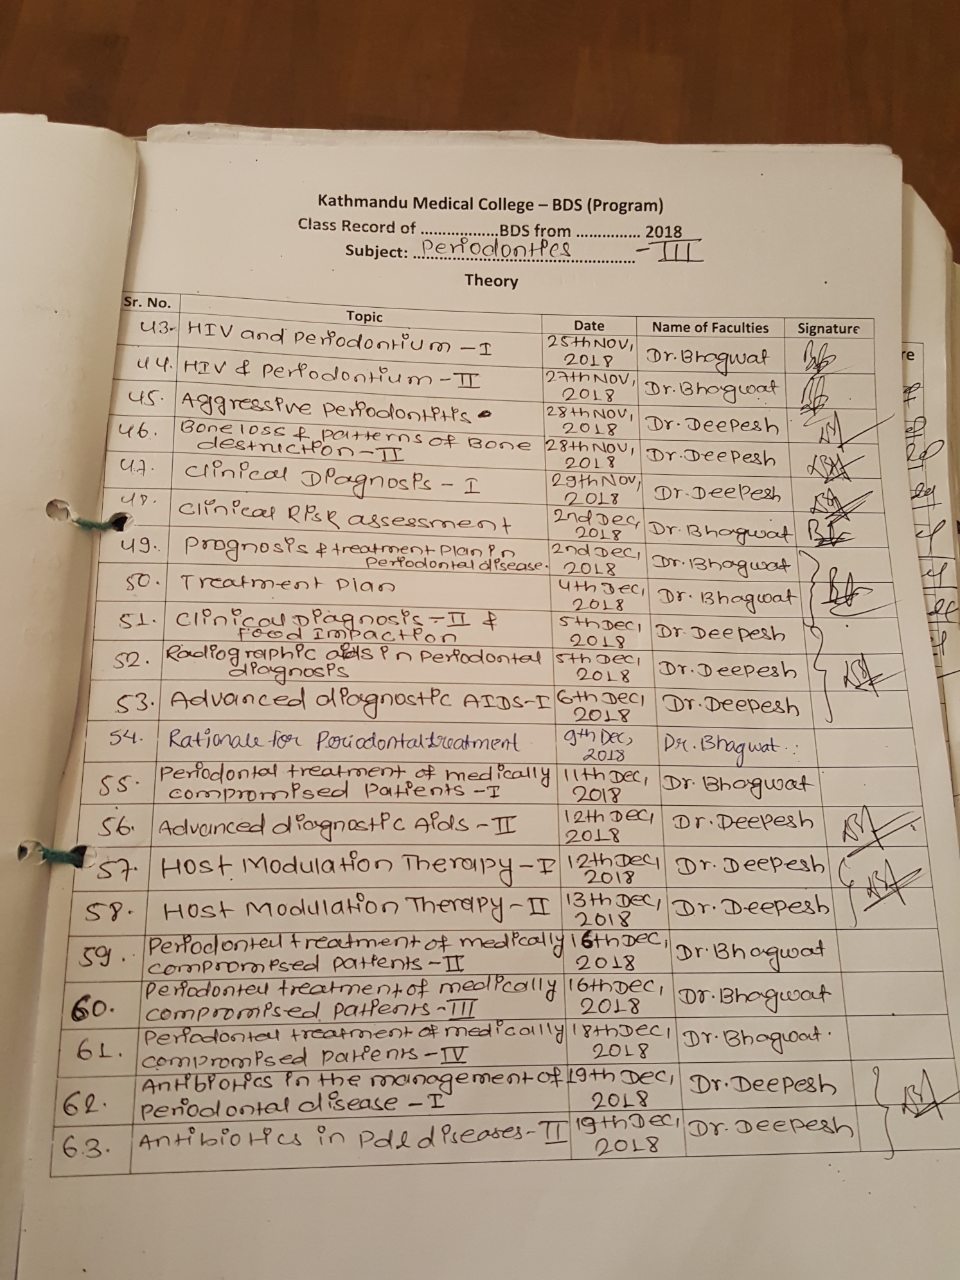 Kathmandu Medical College – BDS (Program)
Class Record of .................BDS from .............. 2018
Subject: Periodontics - III
Theory
Sr. No. Topic Date Name of Faculties Signature
43. HIV and Periodontium - I 25th Nov, 2018 Dr. Bhagwat
44. HIV & Periodontium - II 27th Nov, 2018 Dr. Bhagwat
45. Aggressive Periodontitis 28th Nov, 2018 Dr. Deepesh
46. Bone loss & patterns of Bone 28th Nov, 2018 Dr. Deepesh
destruction - II
47. Clinical Diagnosis - I 29th Nov, 2018 Dr. Deepesh
48. Clinical Risk assessment 2nd Dec, 2018 Dr. Bhagwat
49. Prognosis & treatment plan in 2nd Dec, 2018 Dr. Bhagwat
Periodontal disease.
50. Treatment plan 4th Dec, 2018 Dr. Bhagwat
51. Clinical Diagnosis - II & 5th Dec, 2018 Dr. Deepesh
Food Impaction
52. Radiographic aids in Periodontal 5th Dec, 2018 Dr. Deepesh
diagnosis
53. Advanced diagnostic AIDS - I 6th Dec, 2018 Dr. Deepesh
54. Rationale for Periodontal treatment 9th Dec, 2018 Dr. Bhagwat
55. Periodontal treatment of medically 11th Dec, 2018 Dr. Bhagwat
compromised patients - I
56. Advanced diagnostic Aids - II 12th Dec, 2018 Dr. Deepesh
57. Host Modulation Therapy - I 12th Dec, 2018 Dr. Deepesh
58. Host Modulation Therapy - II 13th Dec, 2018 Dr. Deepesh
59. Periodontal treatment of medically 16th Dec, 2018 Dr. Bhagwat
compromised patients - II
60. Periodontal treatment of medically 16th Dec, 2018 Dr. Bhagwat
compromised patients - III
61. Periodontal treatment of medically 18th Dec, 2018 Dr. Bhagwat.
compromised patients - IV
62. Antibiotics in the management of 19th Dec, 2018 Dr. Deepesh
Periodontal disease - I
63. Antibiotics in Pdl diseases - II 19th Dec, 2018 Dr. Deepesh